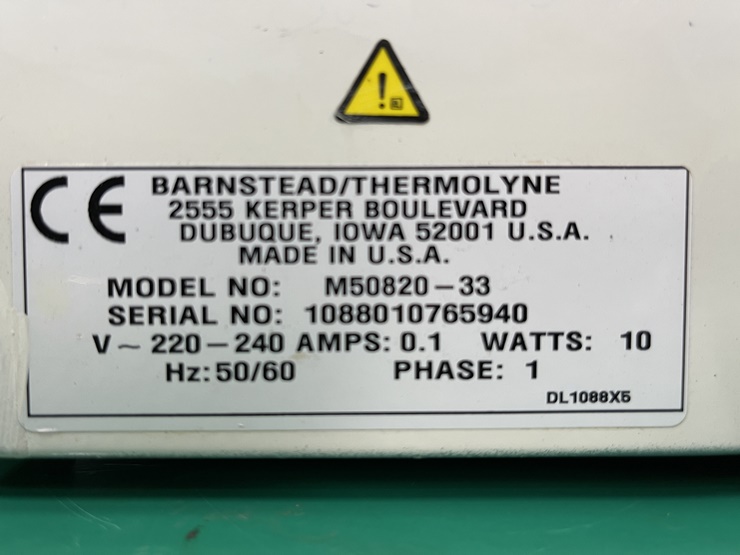 CE BARNSTEAD/THERMOLYNE
2555 KERPER BOULEVARD
DUBUQUE, IOWA 52001 U.S.A.
MADE IN U.S.A.
MODEL NO: M50820-33
SERIAL NO: 1088010765940
V ~ 220-240 AMPS: 0.1 WATTS: 10
Hz: 50/60 PHASE: 1
DL1088X5